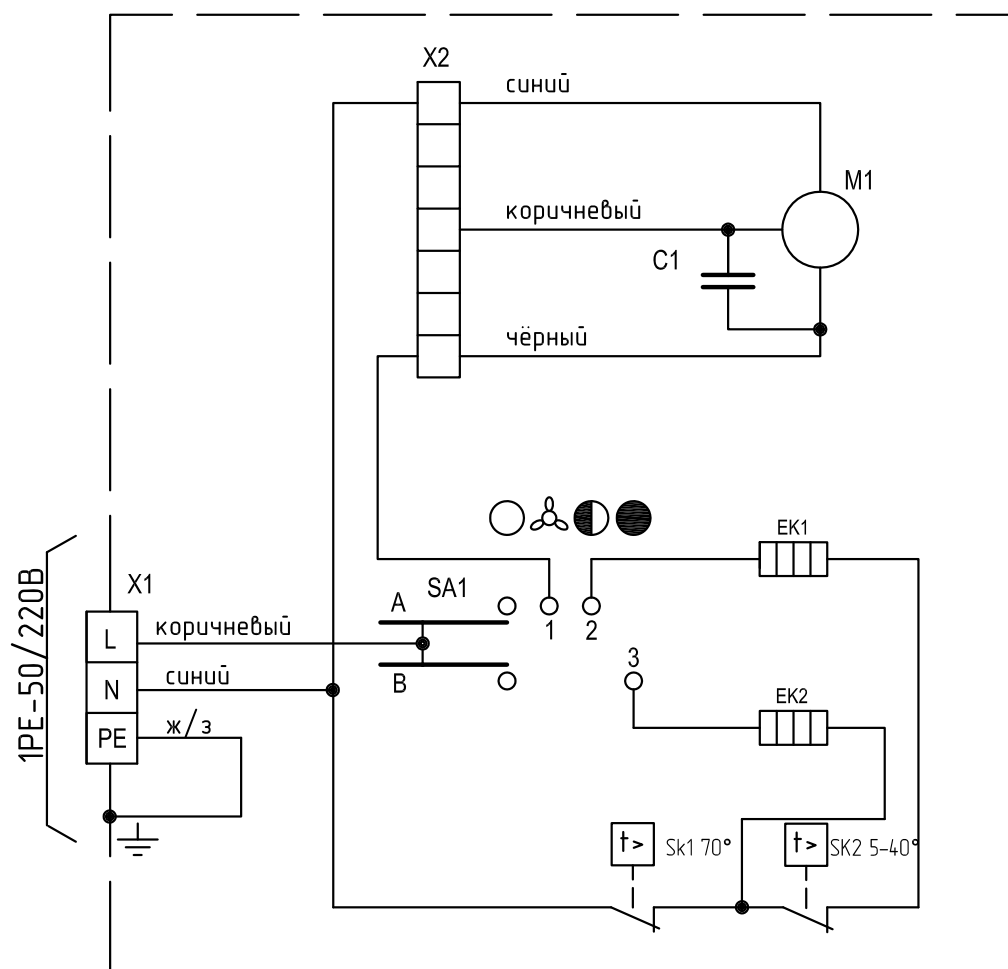 X2
синий
M1
коричневый
C1
чёрный
EK1
X1
A
SA1
L
коричневый
1
2
B
3
N
синий
EK2
PE
ж/з
1PE-50/220В
t>
Sk1 70°
t>
SK2 5-40°